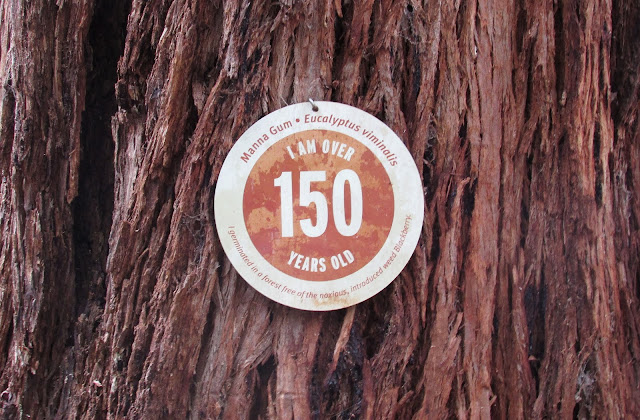 Manna Gum • Eucalyptus viminalis
I AM OVER
150
YEARS OLD
I germinated in a forest free of the noxious, introduced weed Blackberry.